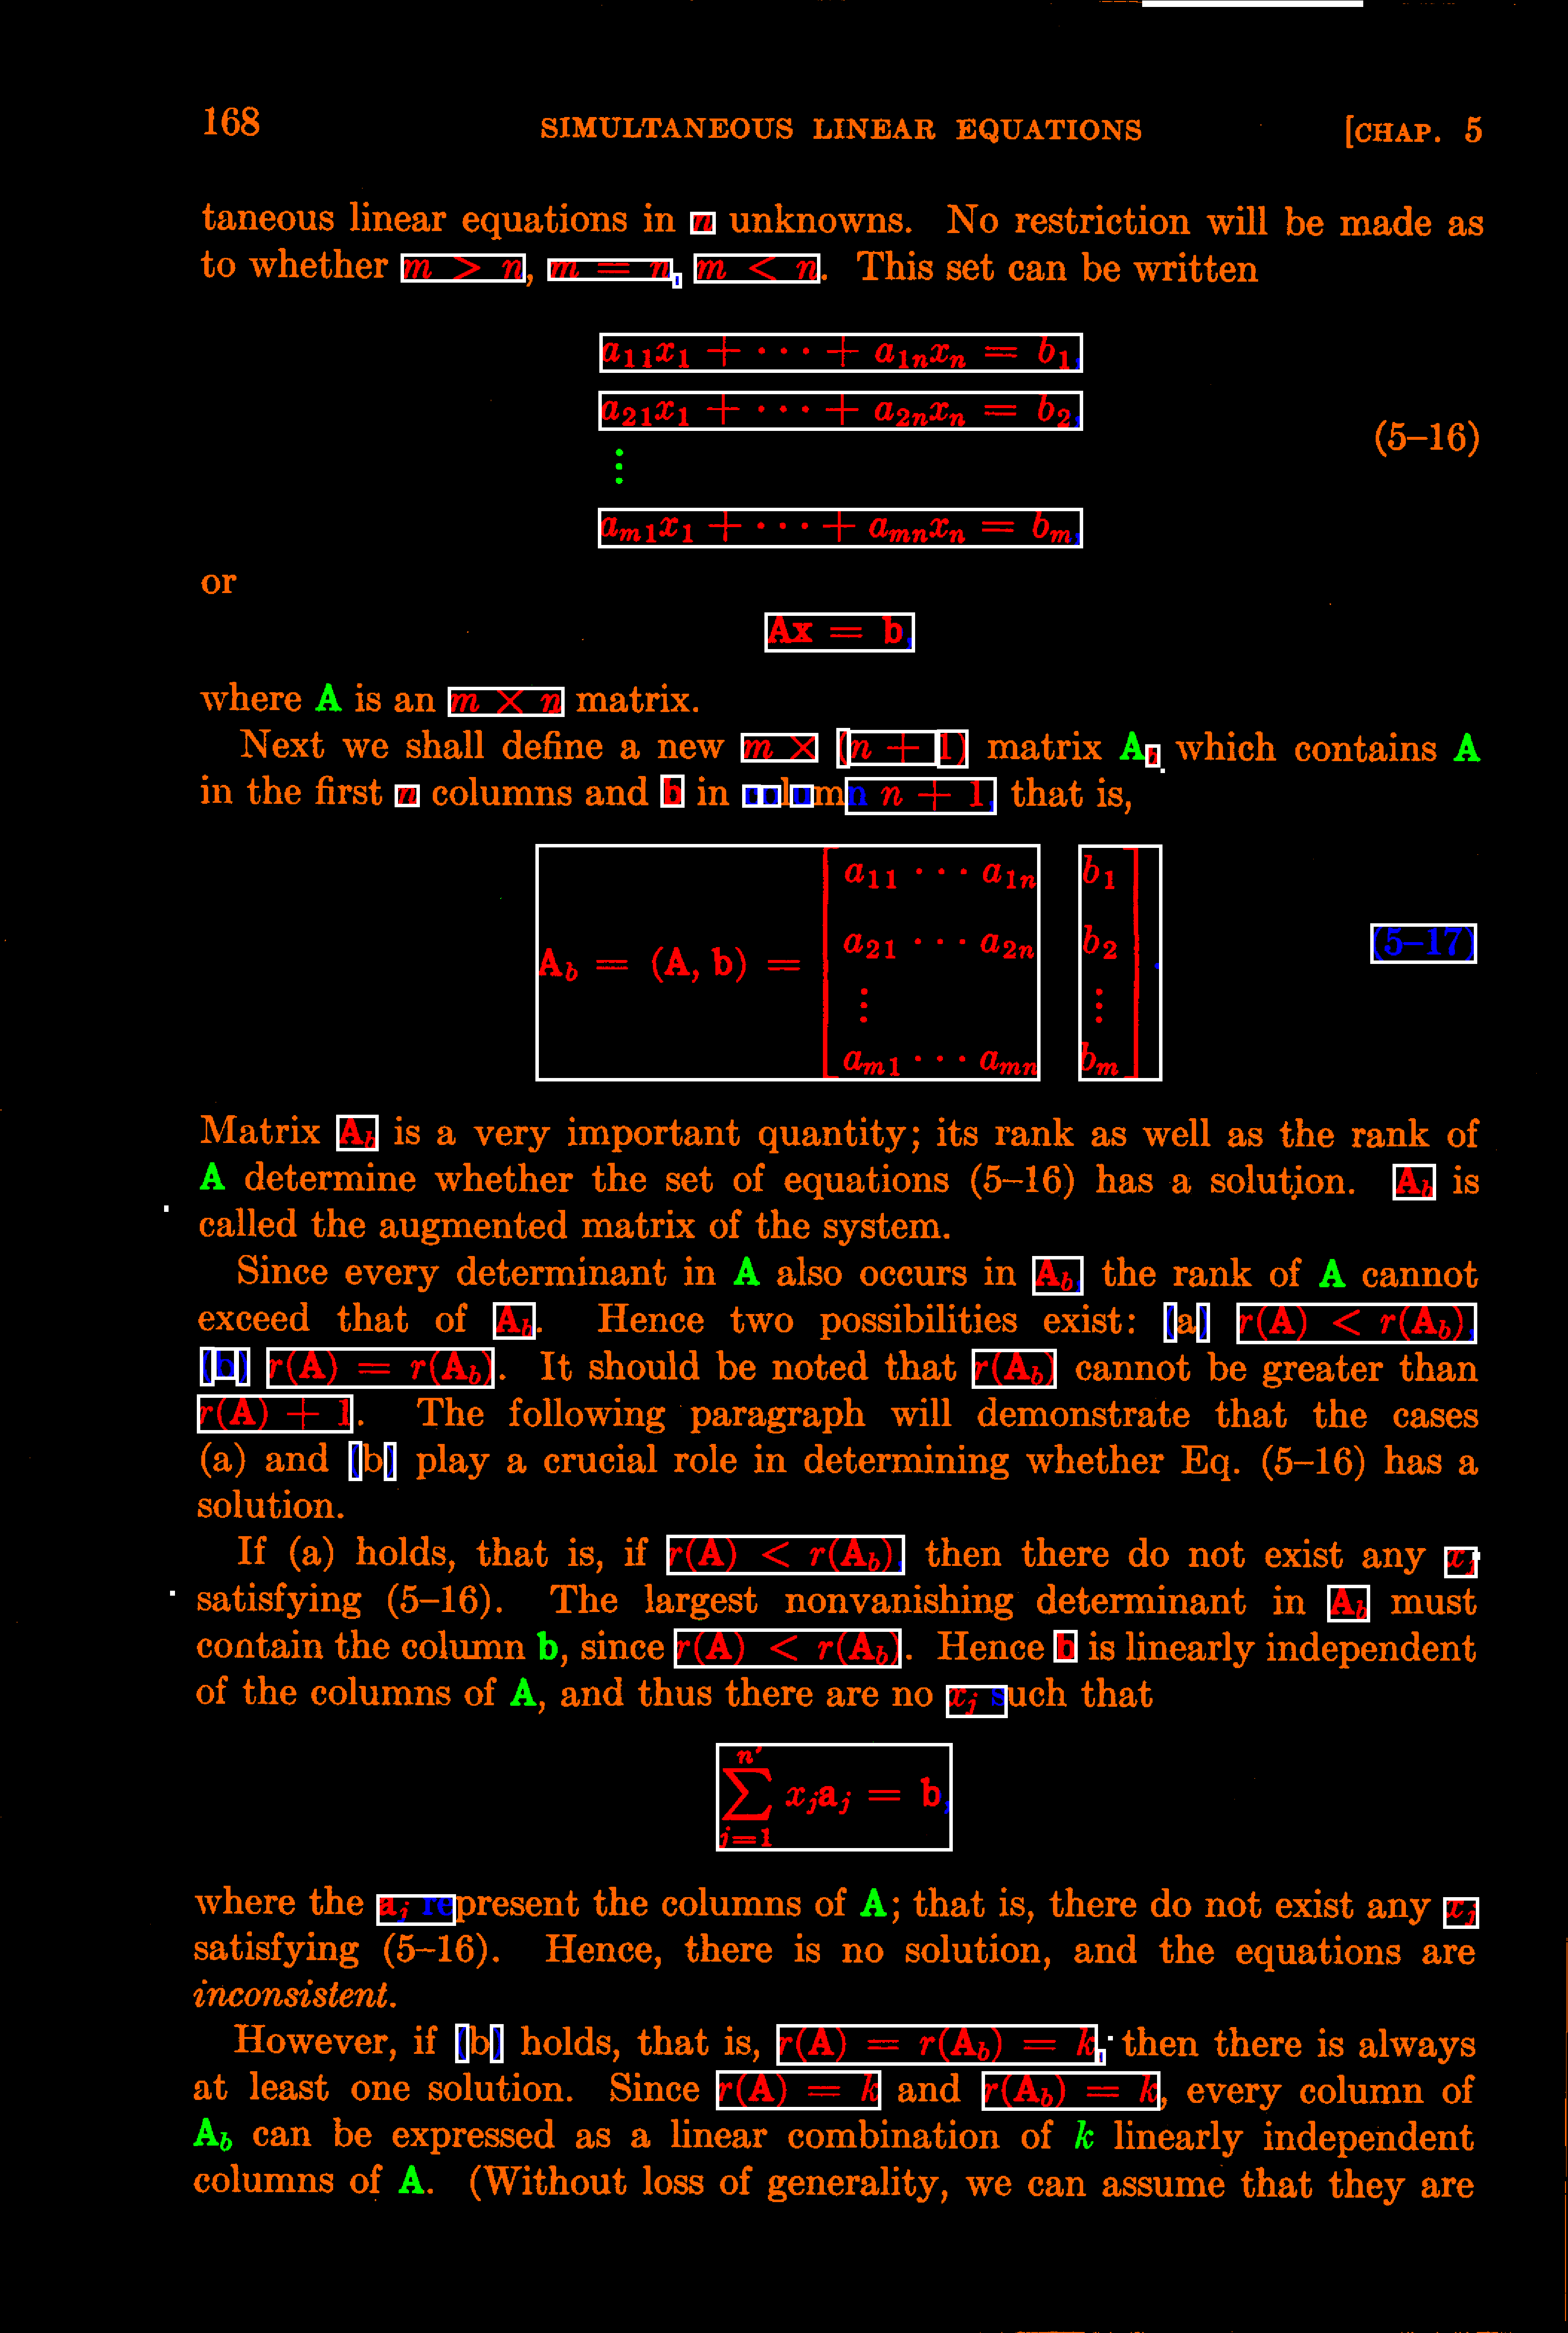 168 SIMULTANEOUS LINEAR EQUATIONS [CHAP. 5
taneous linear equations in n unknowns. No restriction will be made as
to whether m > n, m = n, m < n. This set can be written
a₁₁x₁ + · · · + a₁ₙxₙ = b₁,
a₂₁x₁ + · · · + a₂ₙxₙ = b₂,
⋮ (5–16)
aₘ₁x₁ + · · · + aₘₙxₙ = bₘ,
or
Ax = b,
where A is an m × n matrix.
Next we shall define a new m × (n + 1) matrix A_b which contains A
in the first n columns and b in column n + 1, that is,
a₁₁ · · · a₁ₙ b₁
a₂₁ · · · a₂ₙ b₂
A_b = (A, b) = [ ⋮ ⋮ ], (5–17)
aₘ₁ · · · aₘₙ bₘ
Matrix A_b is a very important quantity; its rank as well as the rank of
A determine whether the set of equations (5–16) has a solution. A_b is
called the augmented matrix of the system.
Since every determinant in A also occurs in A_b, the rank of A cannot
exceed that of A_b. Hence two possibilities exist: (a) r(A) < r(A_b),
(b) r(A) = r(A_b). It should be noted that r(A_b) cannot be greater than
r(A) + 1. The following paragraph will demonstrate that the cases
(a) and (b) play a crucial role in determining whether Eq. (5–16) has a
solution.
If (a) holds, that is, if r(A) < r(A_b), then there do not exist any x_j
satisfying (5–16). The largest nonvanishing determinant in A_b must
contain the column b, since r(A) < r(A_b). Hence b is linearly independent
of the columns of A, and thus there are no x_j such that
n
∑ x_j a_j = b,
j=1
where the a_j represent the columns of A; that is, there do not exist any x_j
satisfying (5–16). Hence, there is no solution, and the equations are
inconsistent.
However, if (b) holds, that is, r(A) = r(A_b) = k, then there is always
at least one solution. Since r(A) = k and r(A_b) = k, every column of
A_b can be expressed as a linear combination of k linearly independent
columns of A. (Without loss of generality, we can assume that they are